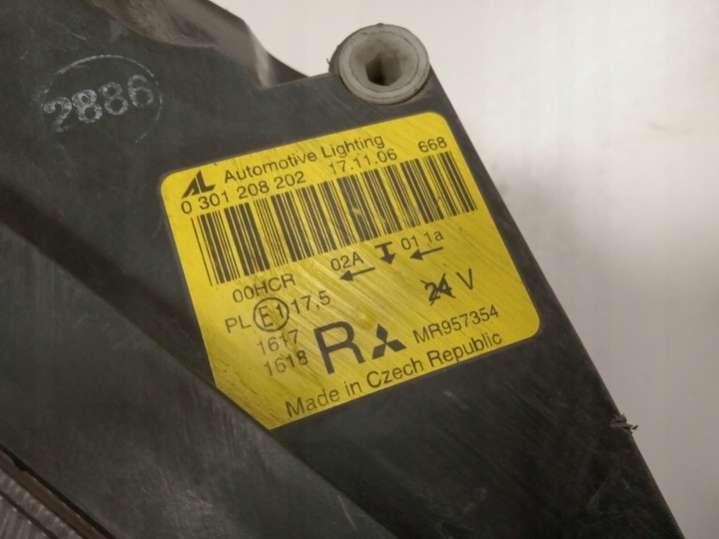 2886
AL Automotive Lighting
0 301 208 202 17.11.06 668
00HCR 02A 01 1a
PL E1 17.5 24 V
1617
1618 R MR957354
Made in Czech Republic